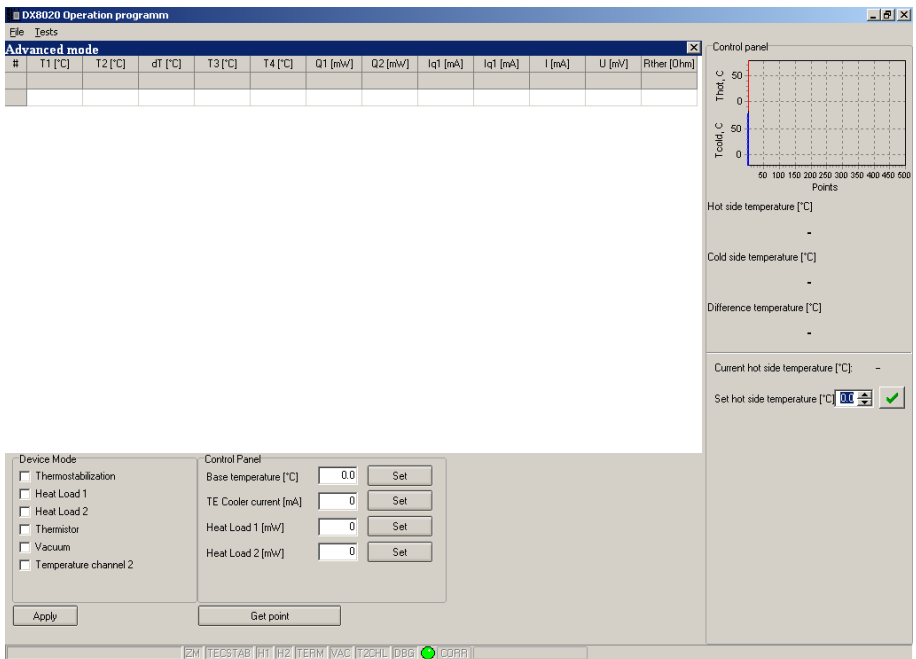 DX8020 Operation programm
File Tests
Advanced mode
# T1 [°C] T2 [°C] dT [°C] T3 [°C] T4 [°C] Q1 [mW] Q2 [mW] Iq1 [mA] Iq1 [mA] I [mA] U [mV] Rther [Ohm]
Control panel
Thot, C
50
0
Tcold, C
50
0
50 100 150 200 250 300 350 400 450 500
Points
Hot side temperature [°C]
-
Cold side temperature [°C]
-
Difference temperature [°C]
-
Current hot side temperature [°C]: -
Set hot side temperature [°C] 0.0
Device Mode
Thermostabilization
Heat Load 1
Heat Load 2
Thermistor
Vacuum
Temperature channel 2
Apply
Control Panel
Base temperature [°C] 0.0 Set
TE Cooler current [mA] 0 Set
Heat Load 1 [mW] 0 Set
Heat Load 2 [mW] 0 Set
Get point
ZM TECSTAB H1 H2 TERM VAC T2CHL DBG CORR